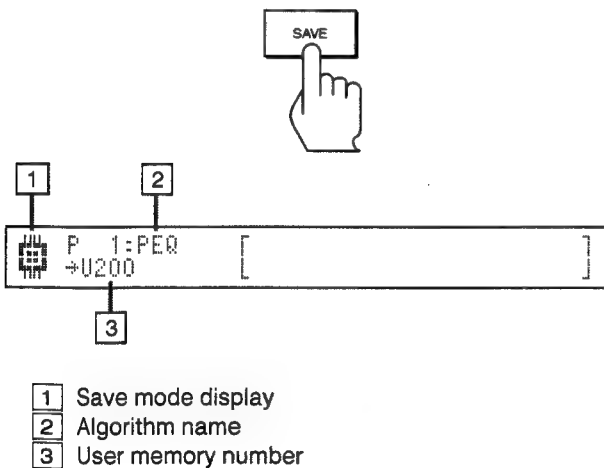 SAVE
1 2
P 1:PEQ [ ]
→U200
3
1 Save mode display
2 Algorithm name
3 User memory number